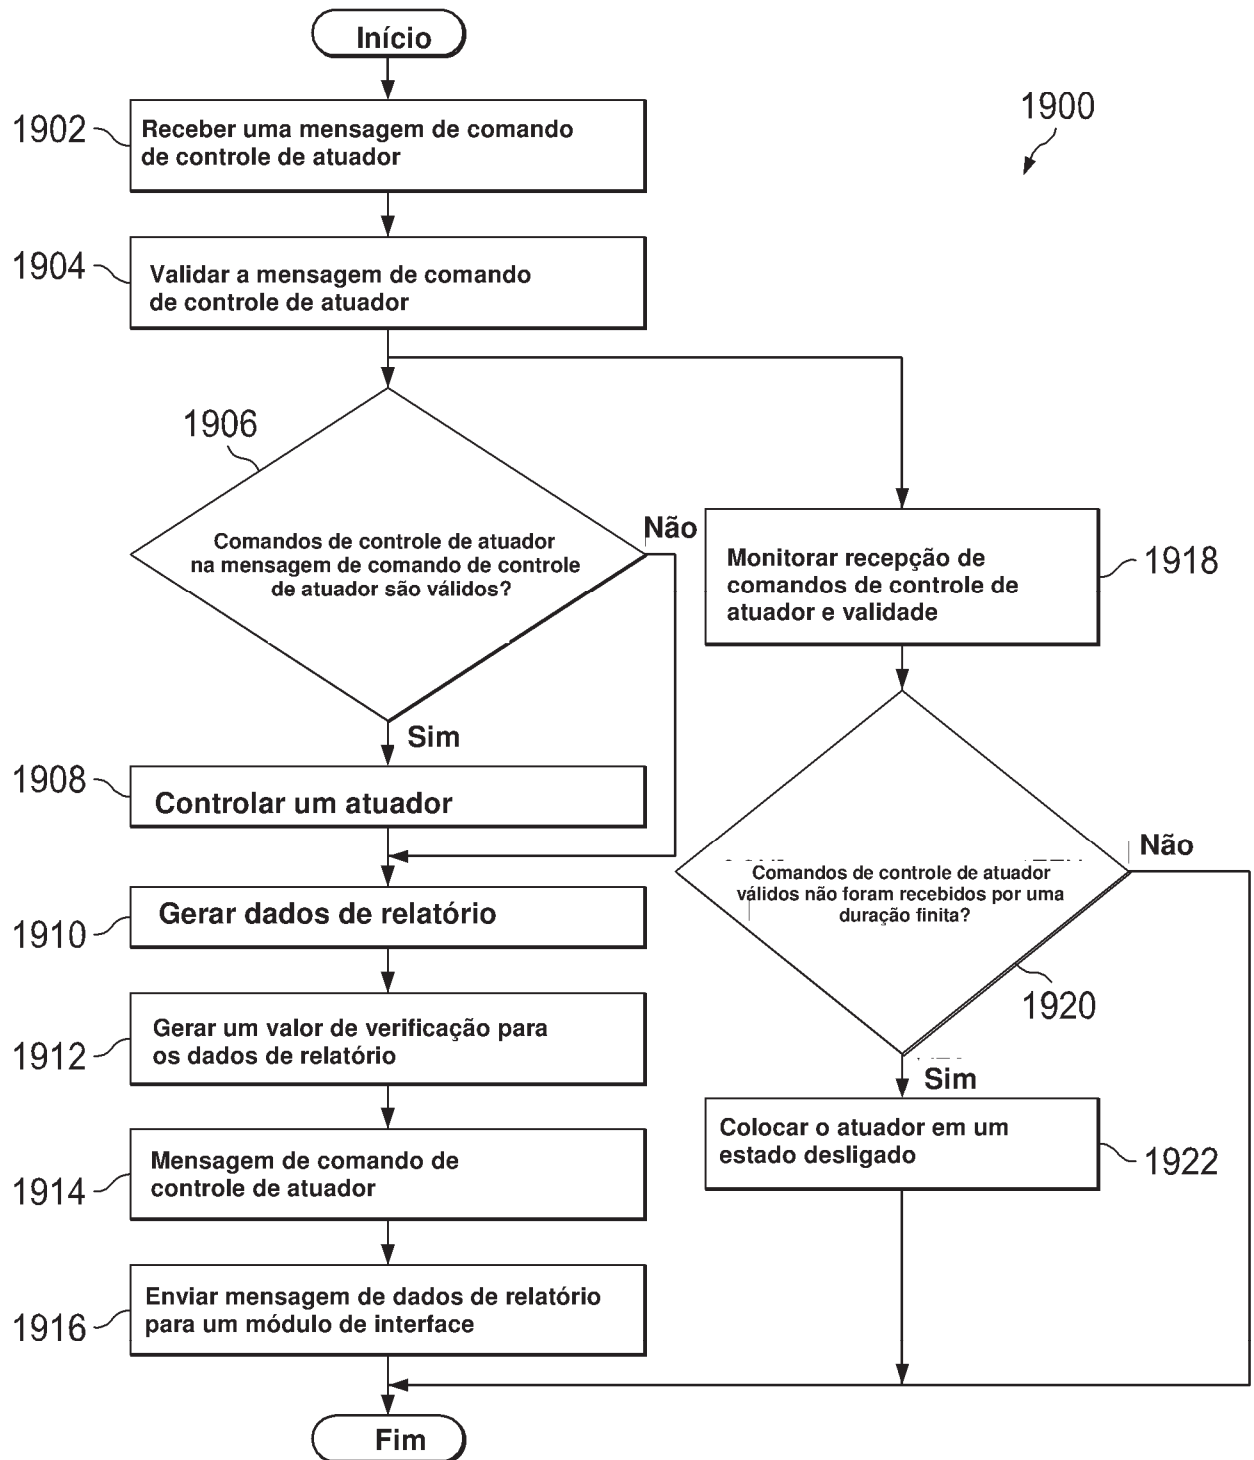 Início
1900
1902
Receber uma mensagem de comando
de controle de atuador
1904
Validar a mensagem de comando
de controle de atuador
1906
Comandos de controle de atuador
na mensagem de comando de controle
de atuador são válidos?
Não
Sim
1908
Controlar um atuador
1910
Gerar dados de relatório
1912
Gerar um valor de verificação para
os dados de relatório
1914
Mensagem de comando de
controle de atuador
1916
Enviar mensagem de dados de relatório
para um módulo de interface
Monitorar recepção de
comandos de controle de
atuador e validade
1918
Comandos de controle de atuador
válidos não foram recebidos por uma
duração finita?
Não
1920
Sim
Colocar o atuador em um
estado desligado
1922
Fim